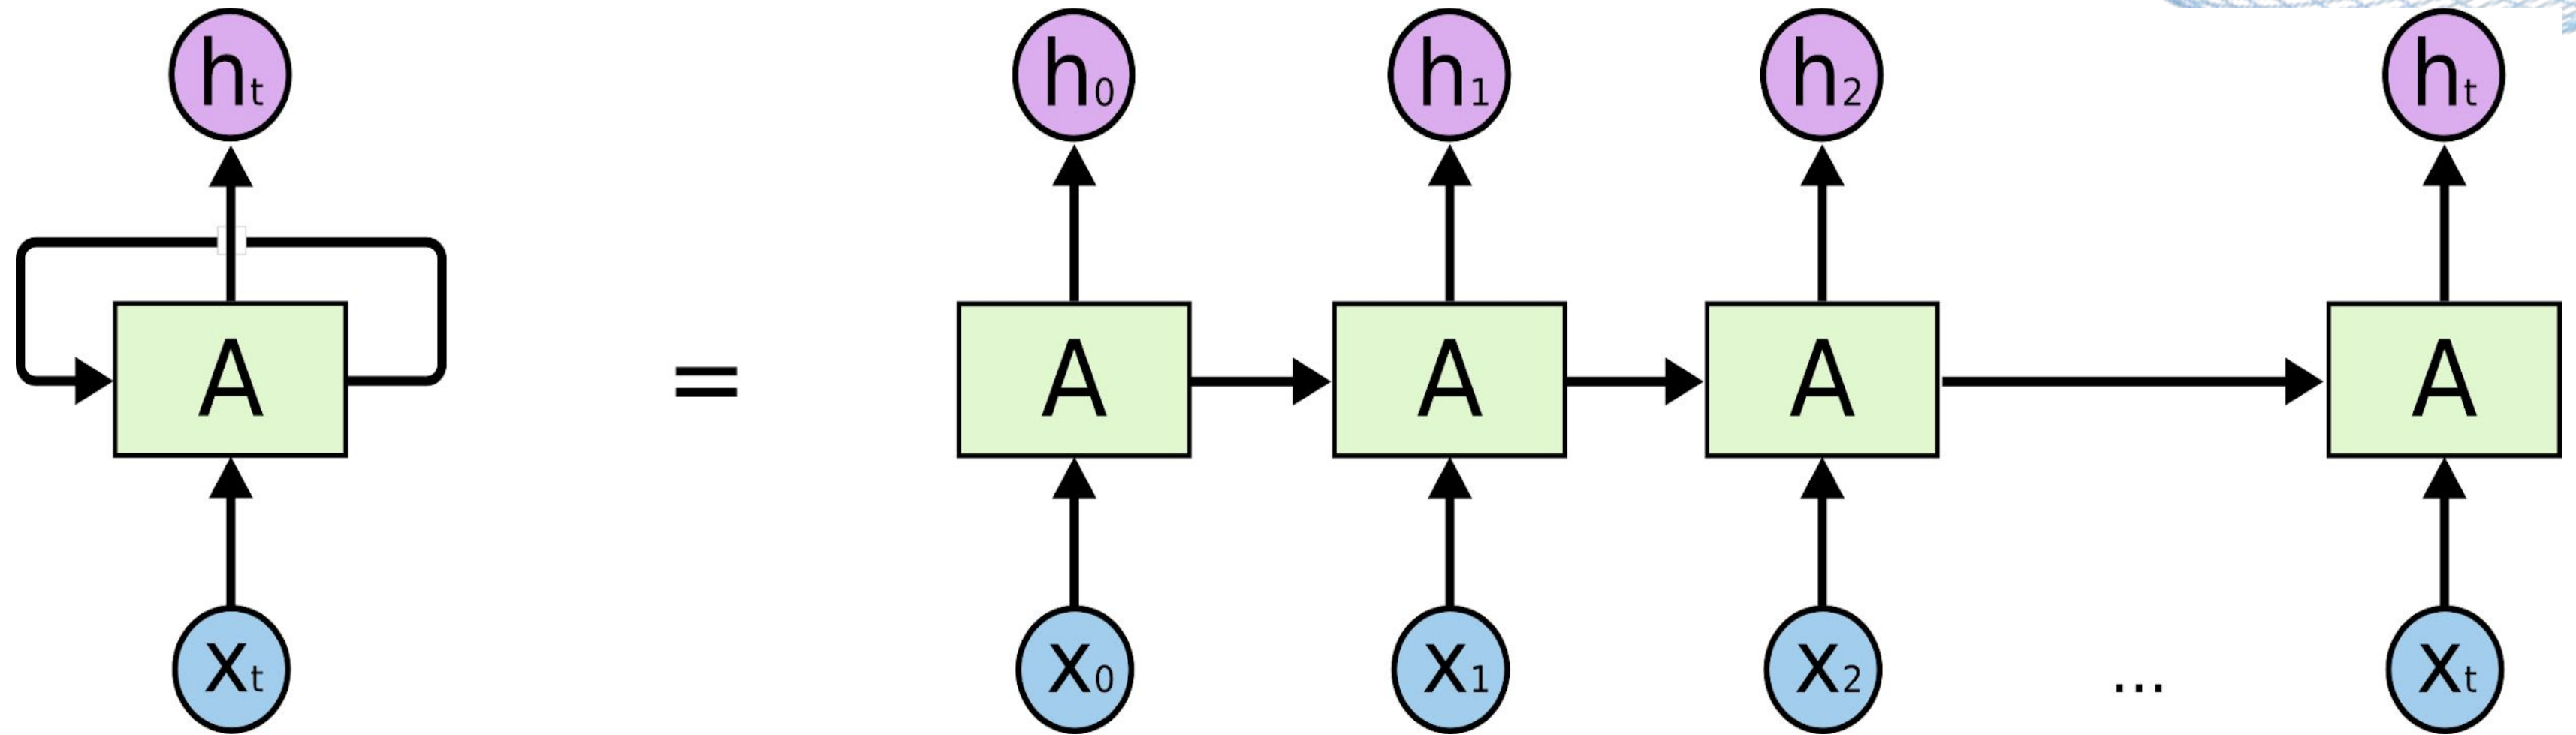 ht h0 h1 h2 ht
A = A A A A
xt x0 x1 x2 ... xt